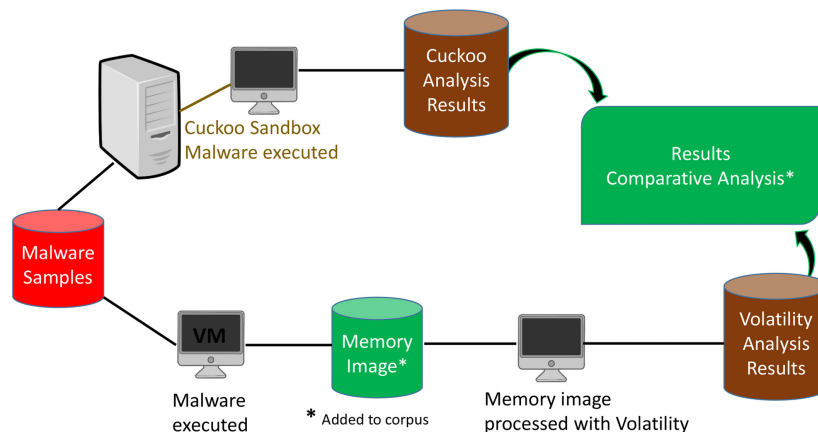 Cuckoo
Analysis
Results
Cuckoo Sandbox
Malware executed
Results
Comparative Analysis*
Malware
Samples
VM
Malware
executed
Memory
Image*
* Added to corpus
Memory image
processed with Volatility
Volatility
Analysis
Results